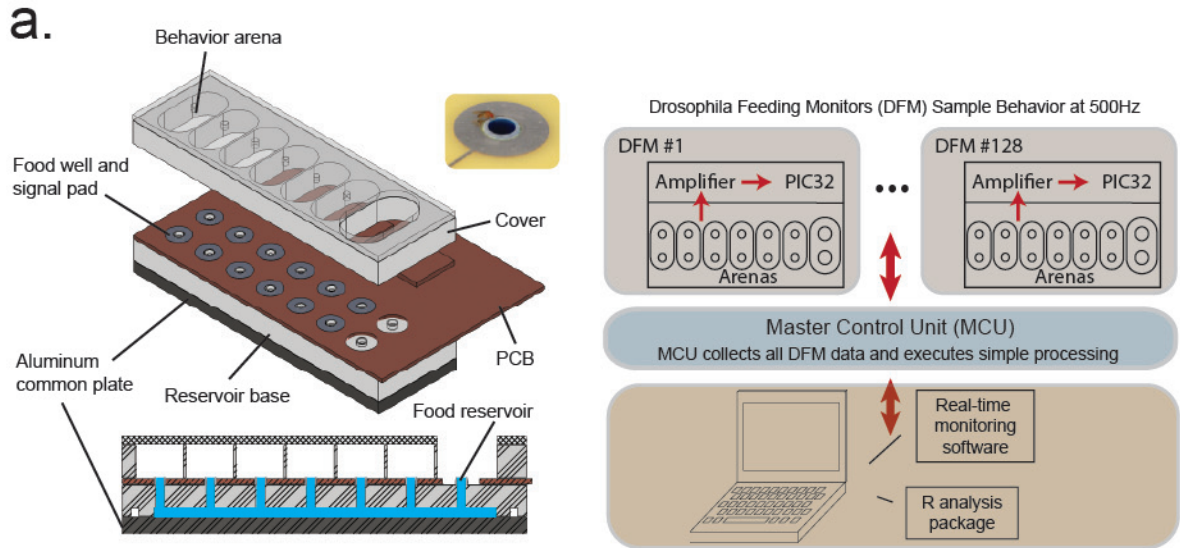 a.
Behavior arena
Food well and
signal pad
Cover
PCB
Aluminum
common plate
Reservoir base
Food reservoir
Drosophila Feeding Monitors (DFM) Sample Behavior at 500Hz
DFM #1
Amplifier
PIC32
Arenas
•••
DFM #128
Amplifier
PIC32
Arenas
Master Control Unit (MCU)
MCU collects all DFM data and executes simple processing
Real-time
monitoring
software
R analysis
package